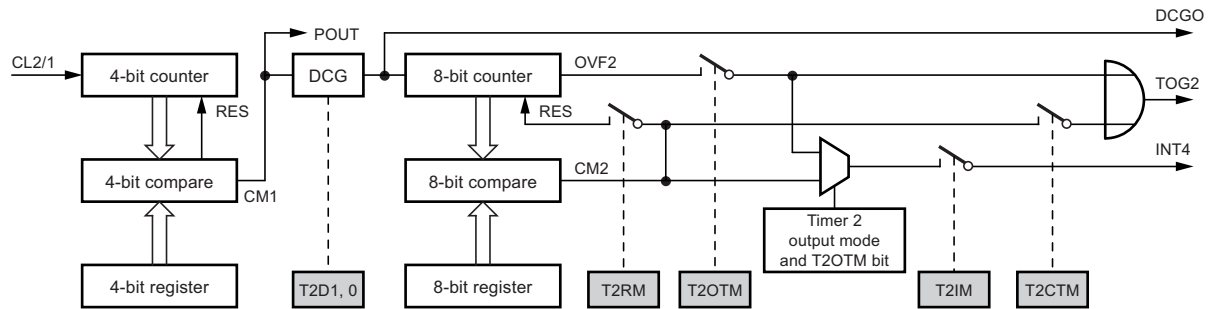 DCGO
POUT
CL2/1
4-bit counter
DCG
8-bit counter
OVF2
TOG2
RES
RES
4-bit compare
CM1
8-bit compare
CM2
INT4
Timer 2
output mode
and T2OTM bit
4-bit register
T2D1, 0
8-bit register
T2RM
T2OTM
T2IM
T2CTM